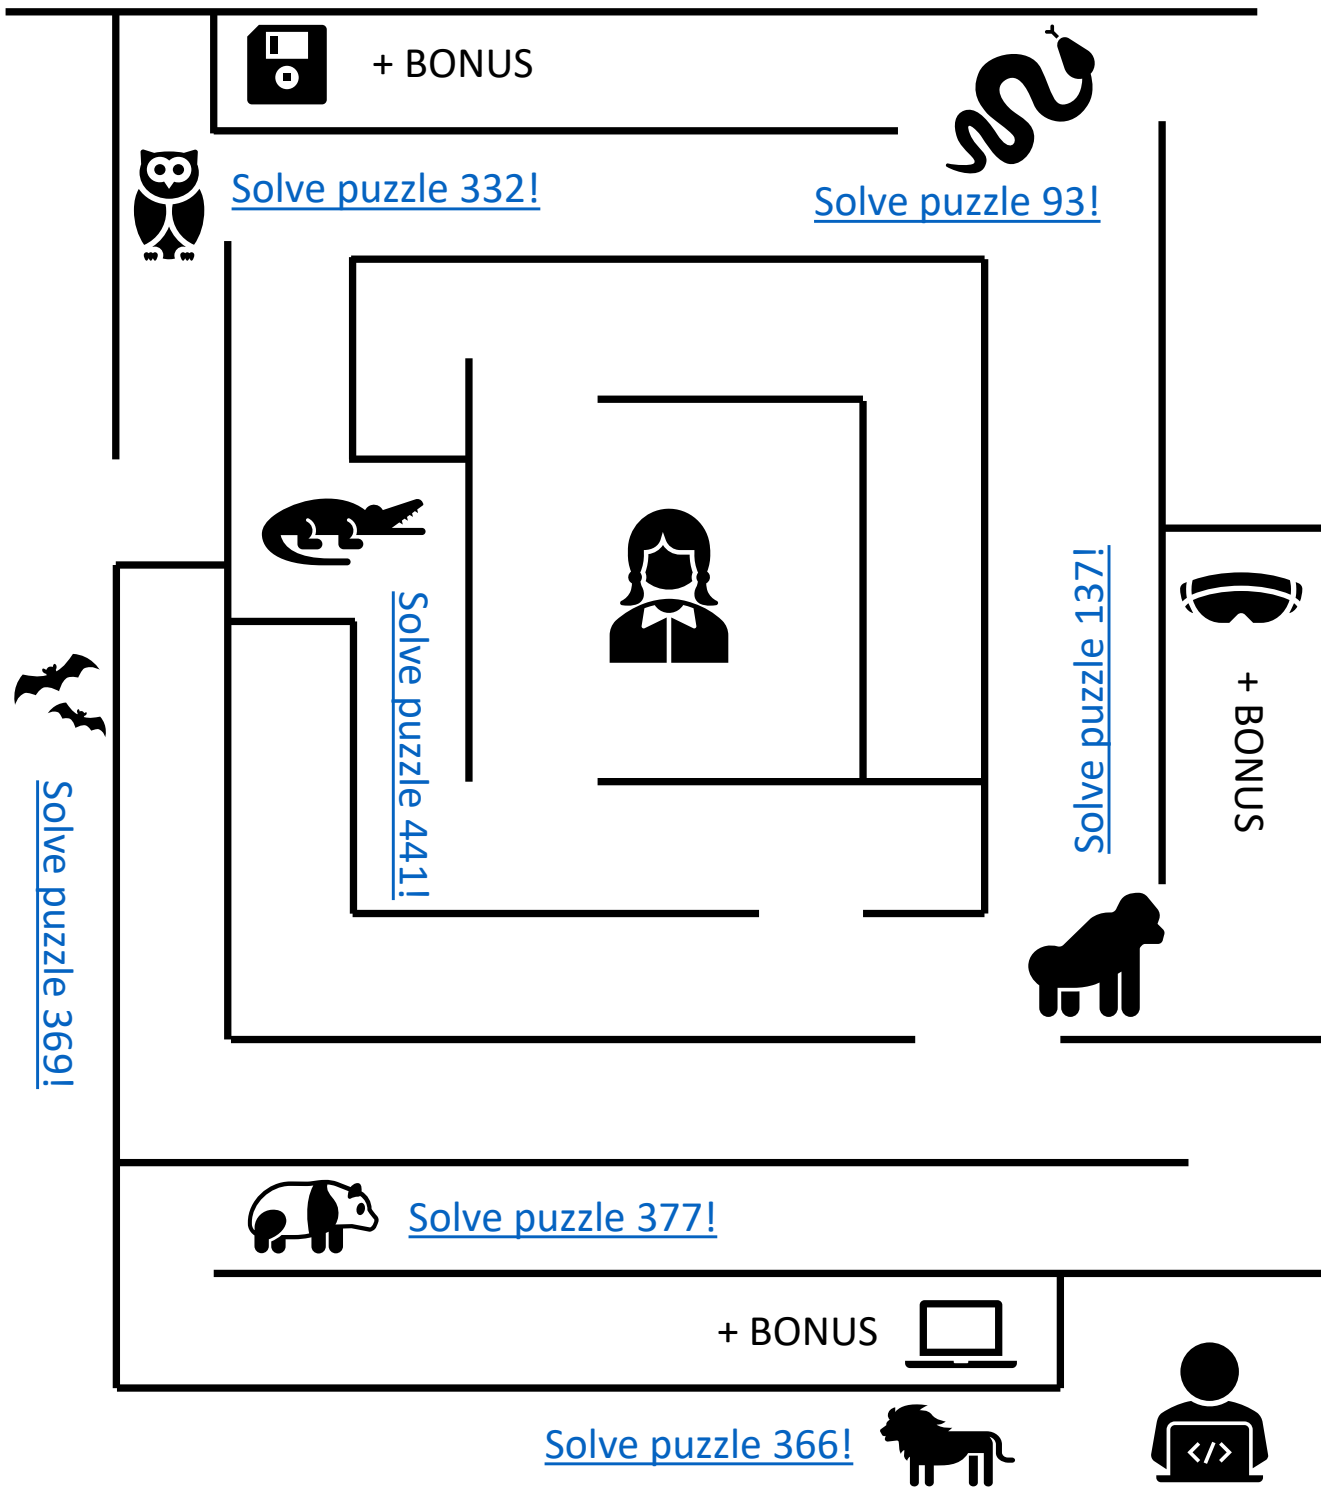 + BONUS
Solve puzzle 332!
Solve puzzle 93!
Solve puzzle 137!
Solve puzzle 441!
+ BONUS
Solve puzzle 369!
Solve puzzle 377!
+ BONUS
</>
Solve puzzle 366!